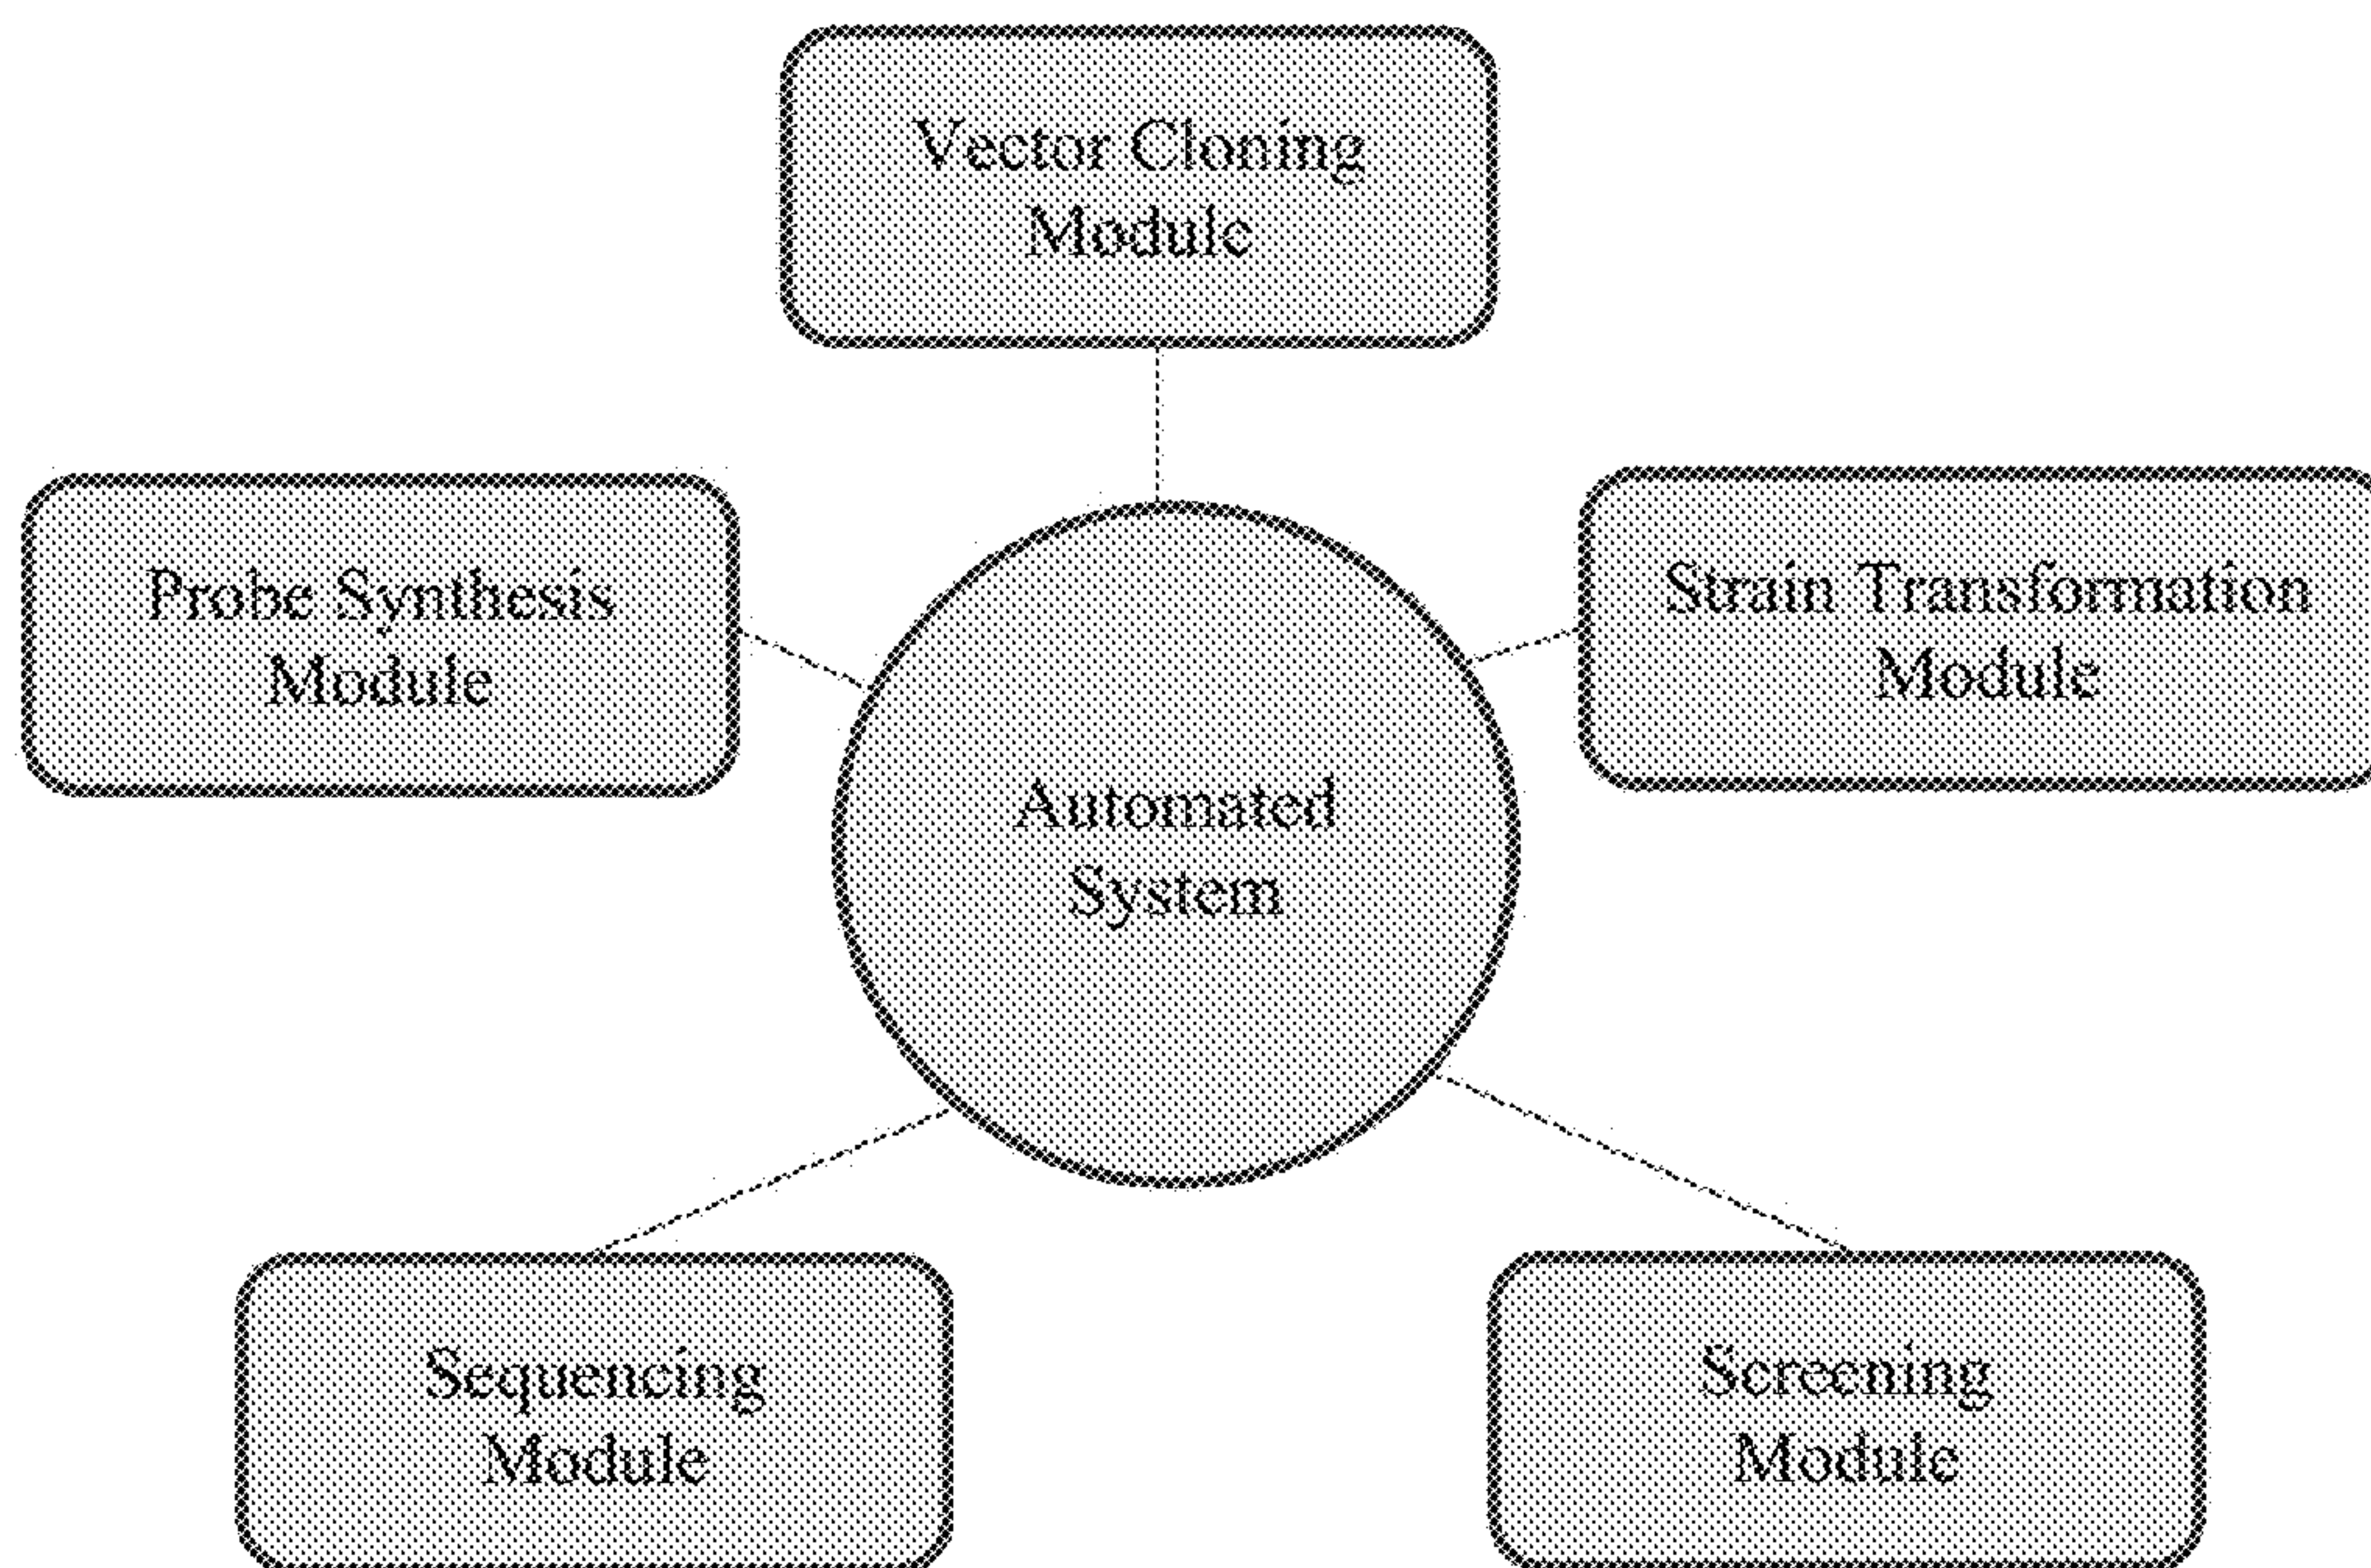 Vector Cloning
Module
Probe Synthesis
Module
Strain Transformation
Module
Automated
System
Sequencing
Module
Screening
Module